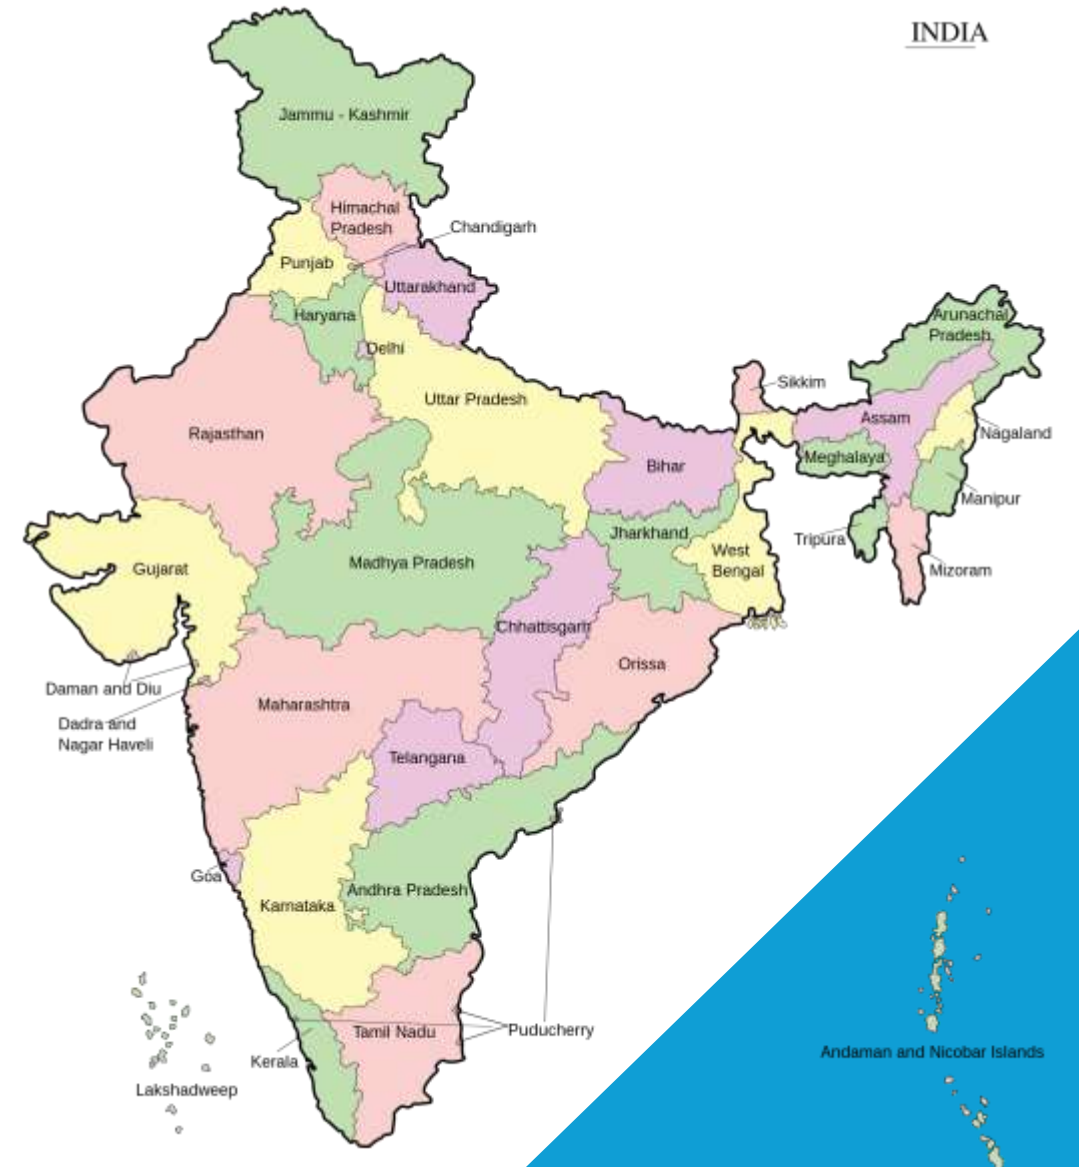 INDIA
Jammu - Kashmir
Himachal
Pradesh
Chandigarh
Punjab
Uttarakhand
Haryana
Arunachal
Pradesh
Delhi
Sikkim
Uttar Pradesh
Assam
Rajasthan
Nagaland
Meghalaya
Bihar
Manipur
Jharkhand
Tripura
West
Bengal
Madhya Pradesh
Gujarat
Mizoram
Chhattisgarh
Orissa
Daman and Diu
Maharashtra
Dadra and
Nagar Haveli
Telangana
Goa
Andhra Pradesh
Karnataka
Puducherry
Tamil Nadu
Andaman and Nicobar Islands
Kerala
Lakshadweep